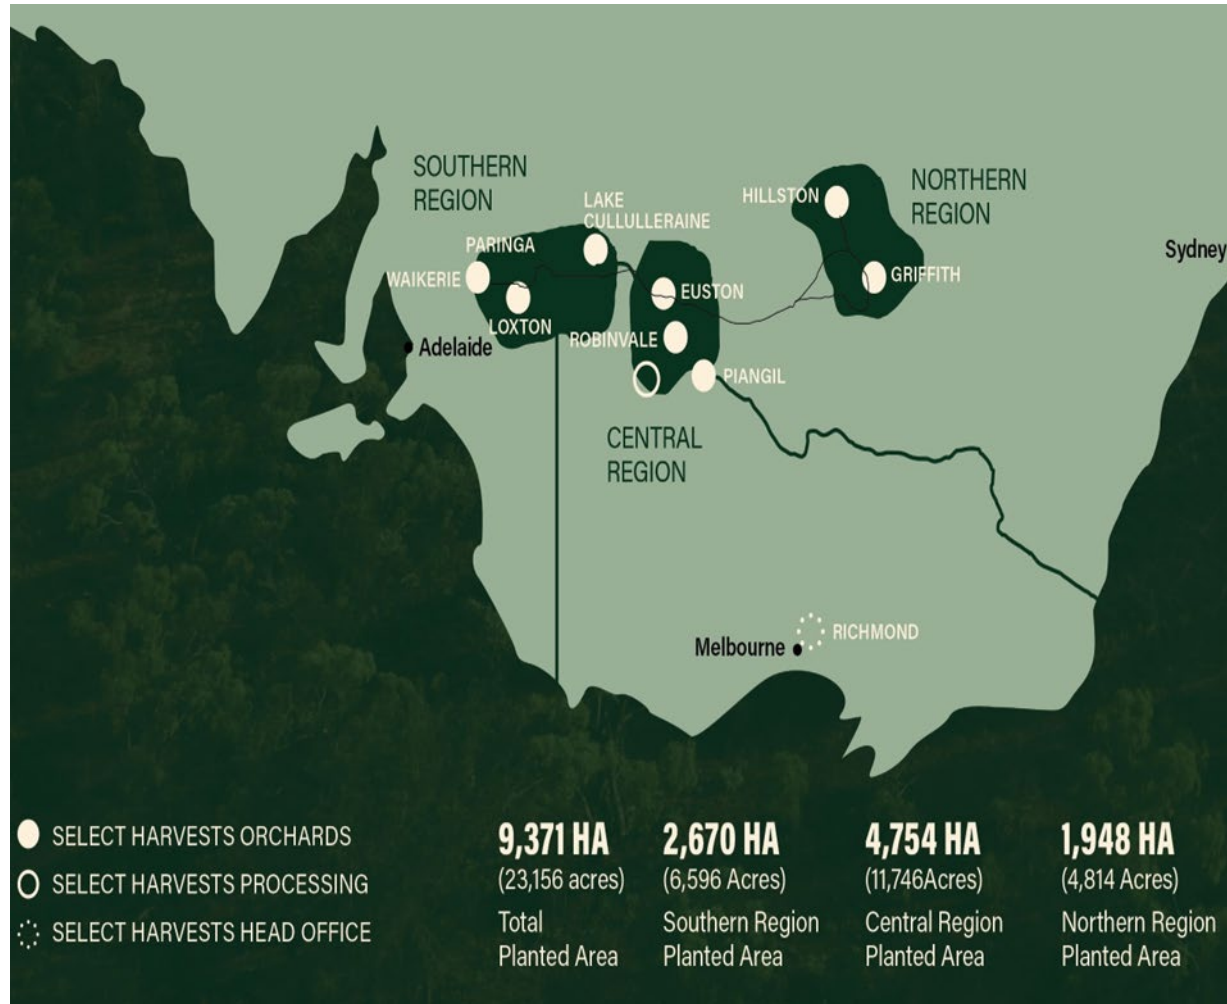 SOUTHERN
REGION
LAKE
CULLULLERAINE
HILLSTON
NORTHERN
REGION
PARINGA
WAIKERIE
LOXTON
EUSTON
GRIFFITH
Sydney
Adelaide
ROBINVALE
PIANGIL
CENTRAL
REGION
Melbourne
RICHMOND
SELECT HARVESTS ORCHARDS
SELECT HARVESTS PROCESSING
SELECT HARVESTS HEAD OFFICE
9,371 HA
(23,156 acres)
Total
Planted Area
2,670 HA
(6,596 Acres)
Southern Region
Planted Area
4,754 HA
(11,746Acres)
Central Region
Planted Area
1,948 HA
(4,814 Acres)
Northern Region
Planted Area